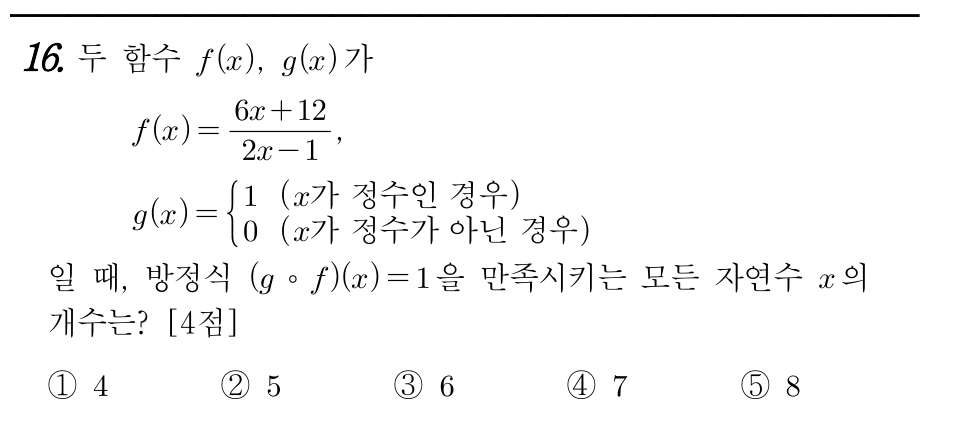 16. 두 함수 f(x), g(x)가
f(x) = \frac{6x+12}{2x-1},
g(x) = \begin{cases} 1 & (x가 정수인 경우) \\ 0 & (x가 정수가 아닌 경우) \end{cases}
일 때, 방정식 (g ∘ f)(x)=1을 만족시키는 모든 자연수 x의
개수는? [4점]
① 4 ② 5 ③ 6 ④ 7 ⑤ 8